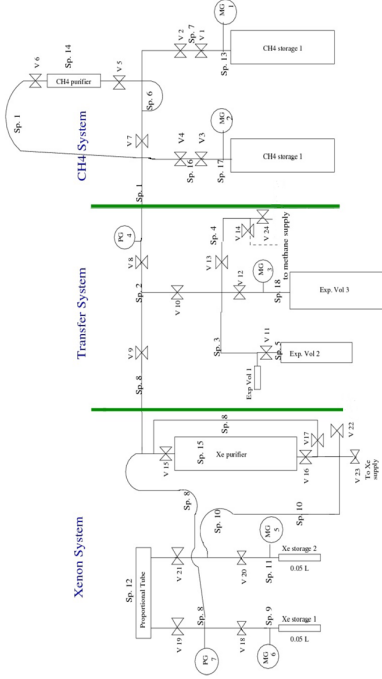 Xenon System
Transfer System
CH4 System
Sp. 12
Proportional Tube
V 19
V 21
Sp. 8
PG
7
V 18
V 20
MG
6
Sp. 9
MG
5
Sp. 11
Xe storage 1
0.05 L
Xe storage 2
0.05 L
Sp. 8
Sp. 10
Sp. 10
V 15
Sp. 15
Xe purifier
Sp. 8
V 16
V17
V 22
V 23
To Xe
supply
Sp. 8
V 9
Sp. 2
V 8
PG
4
V 10
Sp. 3
V 13
Sp. 4
V 14
V 24
to methane supply
V 12
MG
3
Sp. 18
Exp. Vol 3
Exp Vol 1
V 11
Sp. 5
Exp. Vol 2
Sp. 1
Sp. 1
V 7
V 6
Sp. 14
CH4 purifier
V 5
Sp. 6
V4
Sp. 16
V3
MG
2
Sp. 17
CH4 storage 1
V 2
Sp. 7
V 1
MG
1
Sp. 13
CH4 storage 1